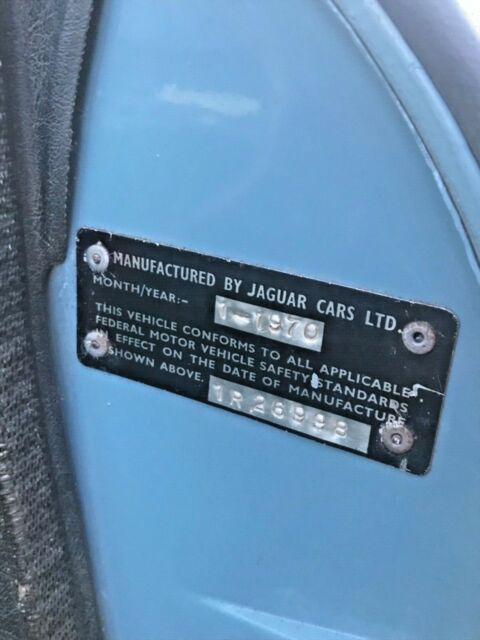 MANUFACTURED BY JAGUAR CARS LTD.
MONTH/YEAR:- 1-1970
THIS VEHICLE CONFORMS TO ALL APPLICABLE
FEDERAL MOTOR VEHICLE SAFETY STANDARDS
IN EFFECT ON THE DATE OF MANUFACTURE
SHOWN ABOVE.
1R26998